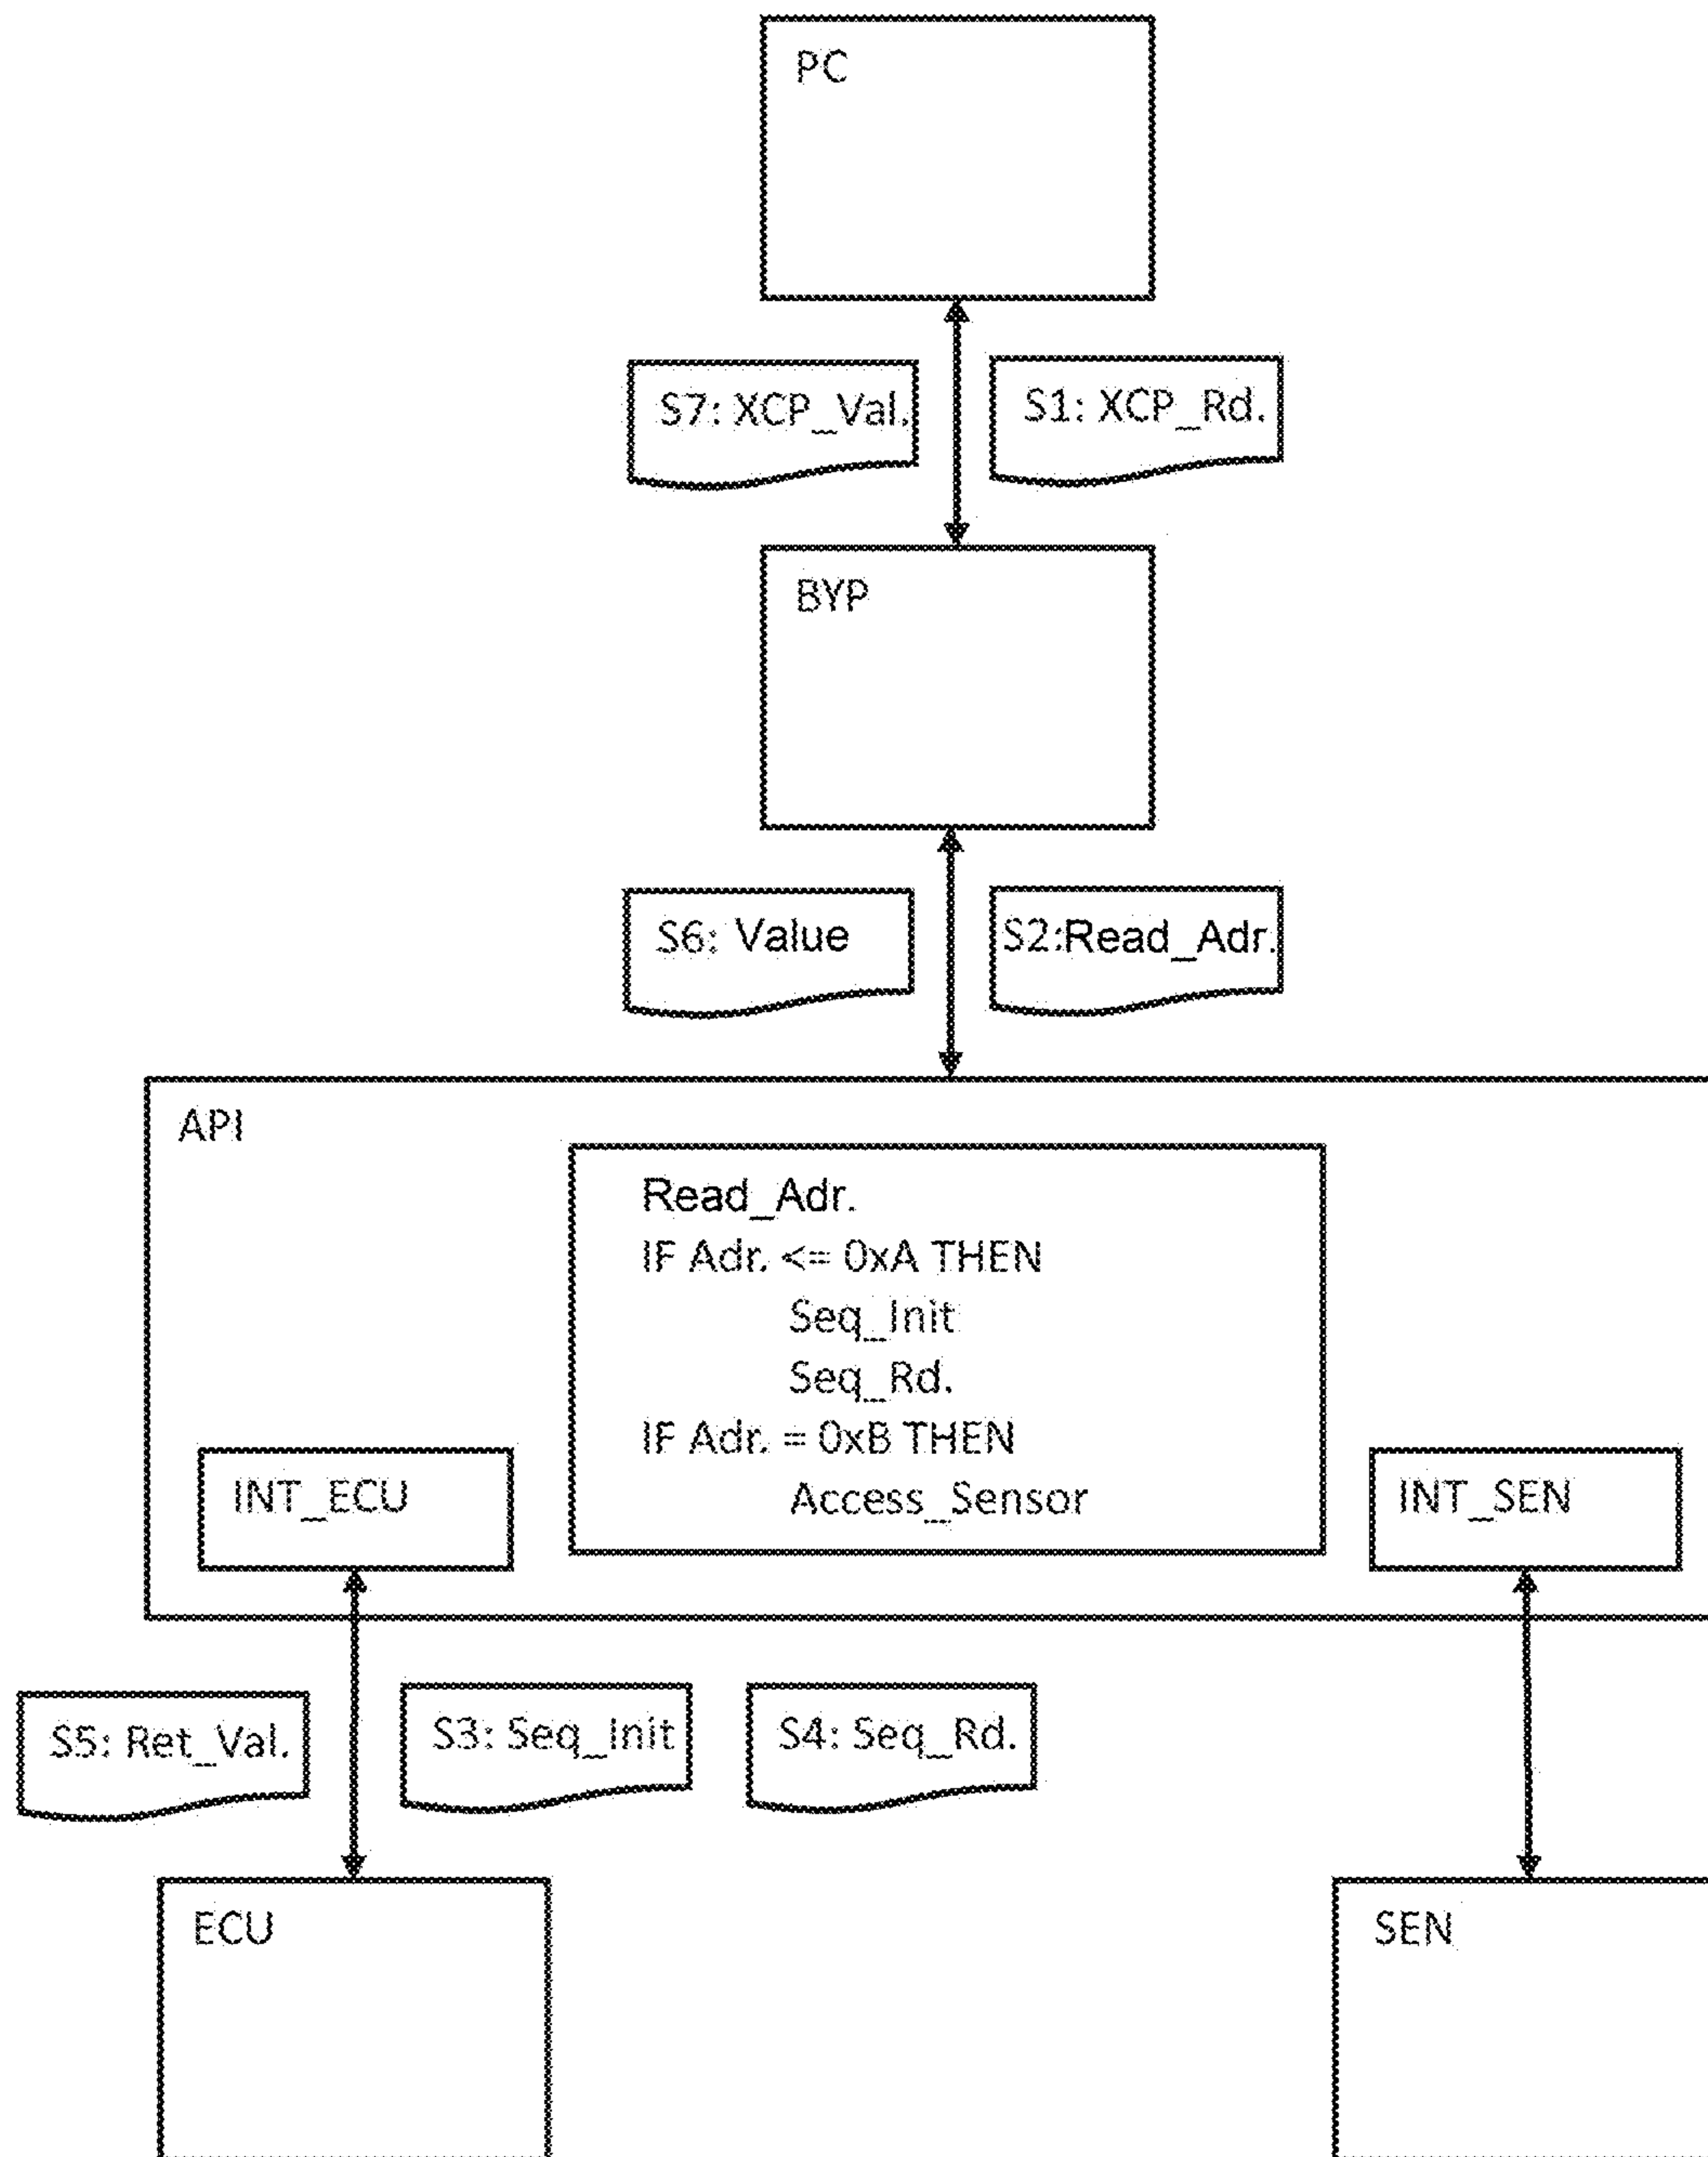 PC
S7: XCP_Val.
S1: XCP_Rd.
BYP
S6: Value
S2:Read_Adr.
API
Read_Adr.
IF Adr. <= 0xA THEN
Seq_Init
Seq_Rd.
IF Adr. = 0xB THEN
Access_Sensor
INT_ECU
INT_SEN
S5: Ret_Val.
S3: Seq_Init
S4: Seq_Rd.
ECU
SEN